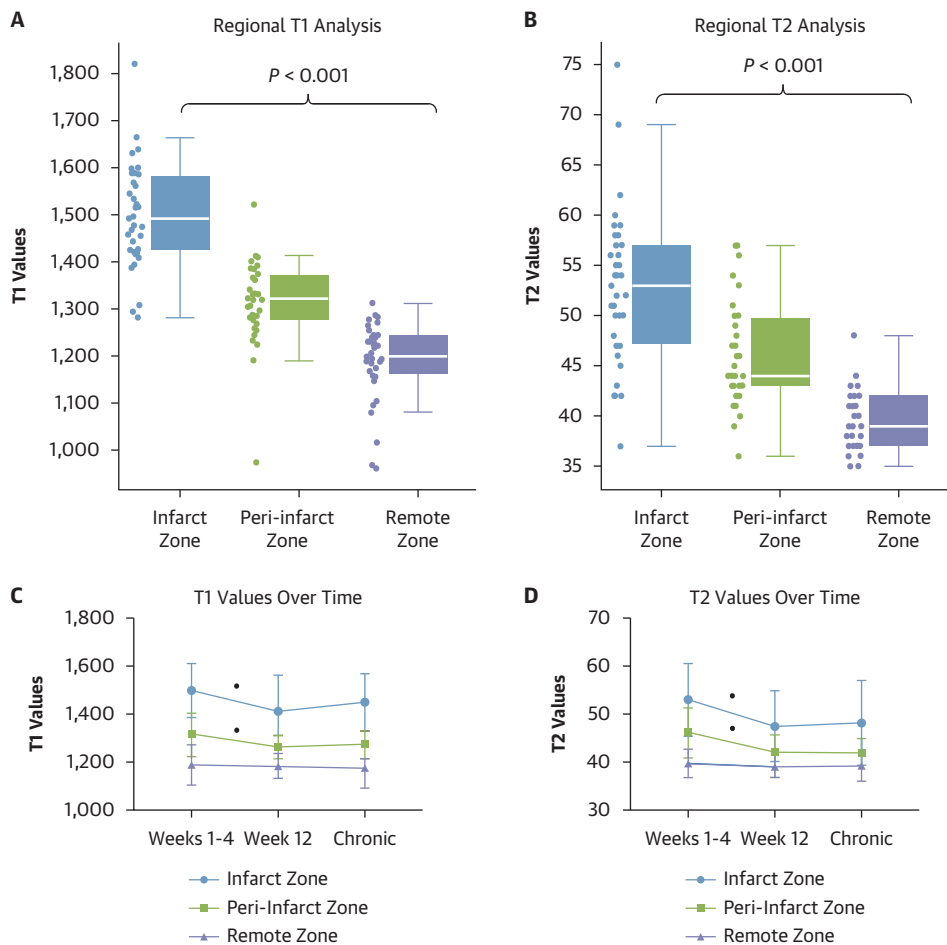 A
Regional T1 Analysis
T1 Values
1,800
1,700
1,600
1,500
1,400
1,300
1,200
1,100
1,000
P < 0.001
Infarct
Zone
Peri-infarct
Zone
Remote
Zone
B
Regional T2 Analysis
T2 Values
75
70
65
60
55
50
45
40
35
P < 0.001
Infarct
Zone
Peri-infarct
Zone
Remote
Zone
C
T1 Values Over Time
T1 Values
1,800
1,600
1,400
1,200
1,000
Weeks 1-4
Week 12
Chronic
Infarct Zone
Peri-Infarct Zone
Remote Zone
D
T2 Values Over Time
T2 Values
70
60
50
40
30
Weeks 1-4
Week 12
Chronic
Infarct Zone
Peri-Infarct Zone
Remote Zone